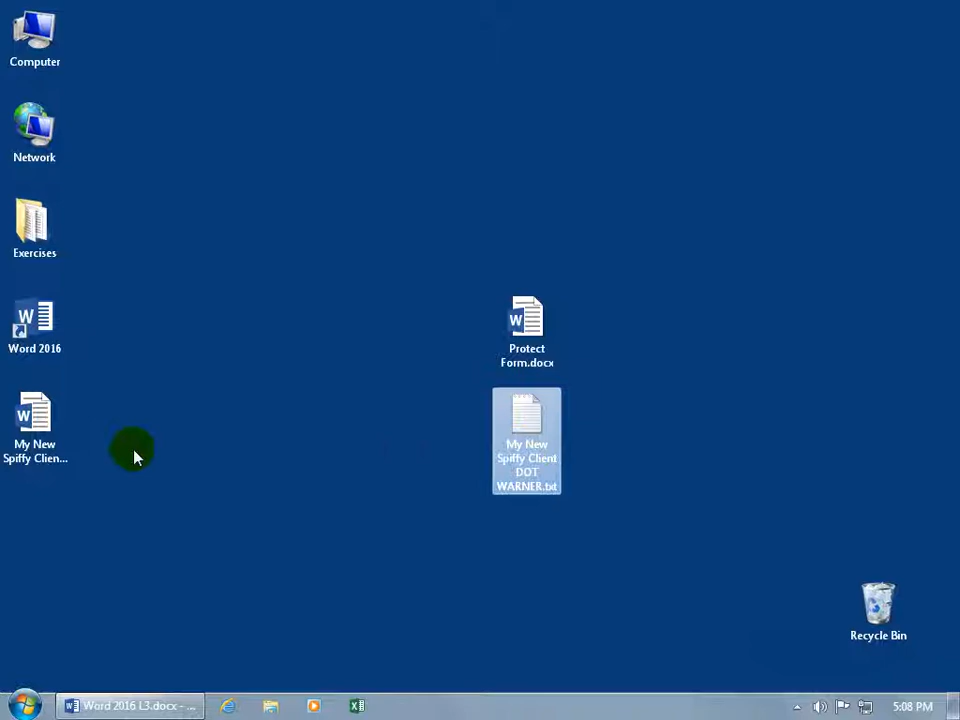 Computer
Network
Exercises
Word 2016
My New
Spiffy Clien...
Protect
Form.docx
My New
Spiffy Client
DOT
WARNER.txt
Recycle Bin
Word 2016 L3.docx - ...
5:08 PM